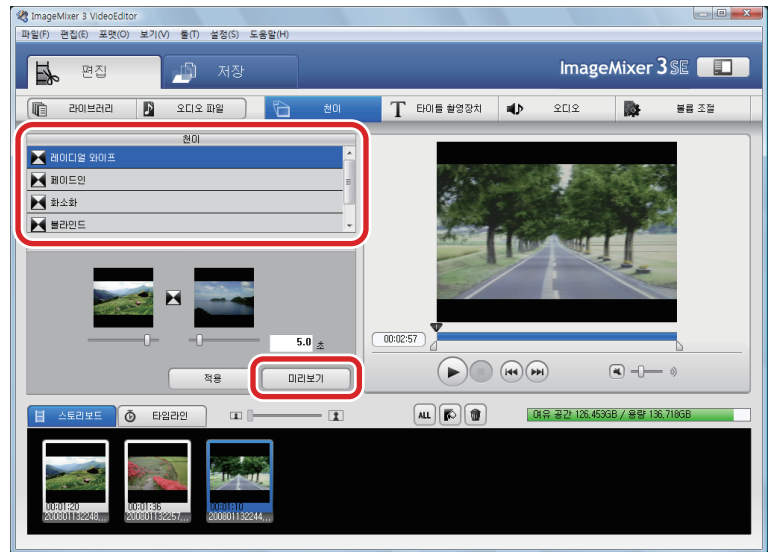 ImageMixer 3 VideoEditor
파일(F) 편집(E) 포맷(O) 보기(V) 툴(T) 설정(S) 도움말(H)
편집 저장 ImageMixer 3 SE
라이브러리 오디오 파일 천이 타이틀 촬영장치 오디오 볼륨 조절
천이
레이디얼 와이프
페이드인
화소화
블라인드
5.0 초
00:02:57
적용 미리보기
스토리보드 타임라인 ALL 여유 공간 126,453GB / 용량 136,718GB
00:01:20 00:01:36 00:01:10
200801132248... 200801132257... 200801132244...